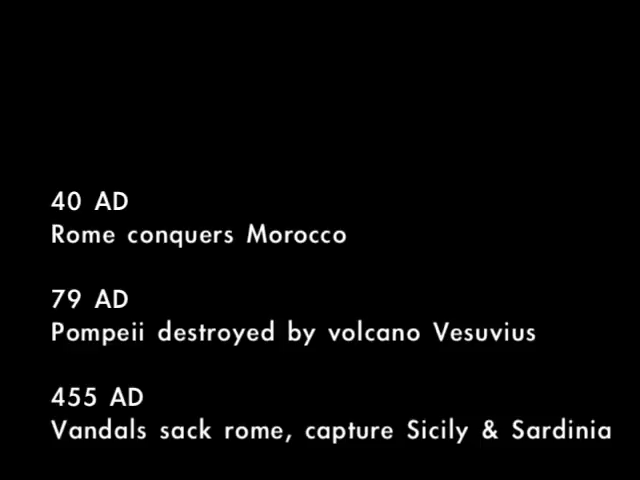 40 AD
Rome conquers Morocco
79 AD
Pompeii destroyed by volcano Vesuvius
455 AD
Vandals sack rome, capture Sicily & Sardinia